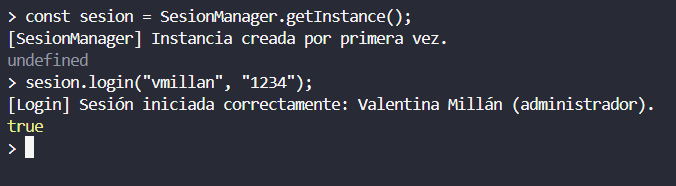 > const sesion = SesionManager.getInstance();
[SesionManager] Instancia creada por primera vez.
undefined
> sesion.login("vmillan", "1234");
[Login] Sesión iniciada correctamente: Valentina Millán (administrador).
true
>